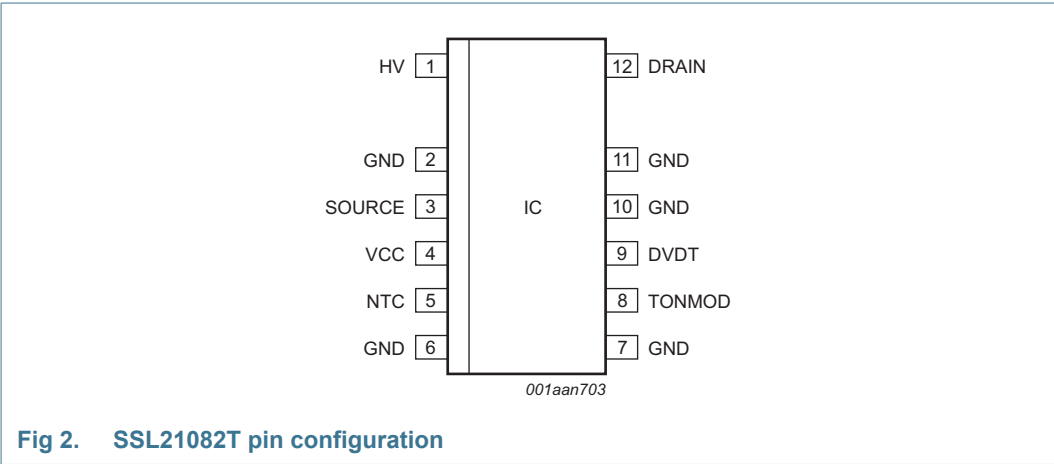 HV 1 12 DRAIN
GND 2 11 GND
SOURCE 3 IC 10 GND
VCC 4 9 DVDT
NTC 5 8 TONMOD
GND 6 7 GND
001aan703
Fig 2. SSL21082T pin configuration